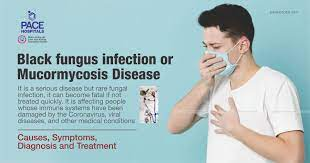 PACE
HOSPITALS
Black fungus infection or
Mucormycosis Disease
It is a serious disease but rare fungal
infection, it can become fatal if not
treated quickly. It is affecting people
whose immune systems have been
damaged by the Coronavirus, viral
diseases, and other medical conditions
Causes, Symptoms,
Diagnosis and Treatment